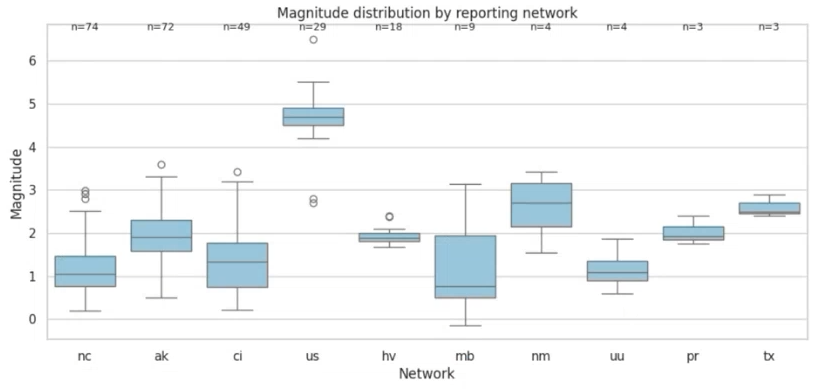 Magnitude distribution by reporting network
n=74 n=72 n=49 n=29 n=18 n=9 n=4 n=4 n=3 n=3
6
5
4
3
2
1
0
Magnitude
nc ak ci us hv mb nm uu pr tx
Network